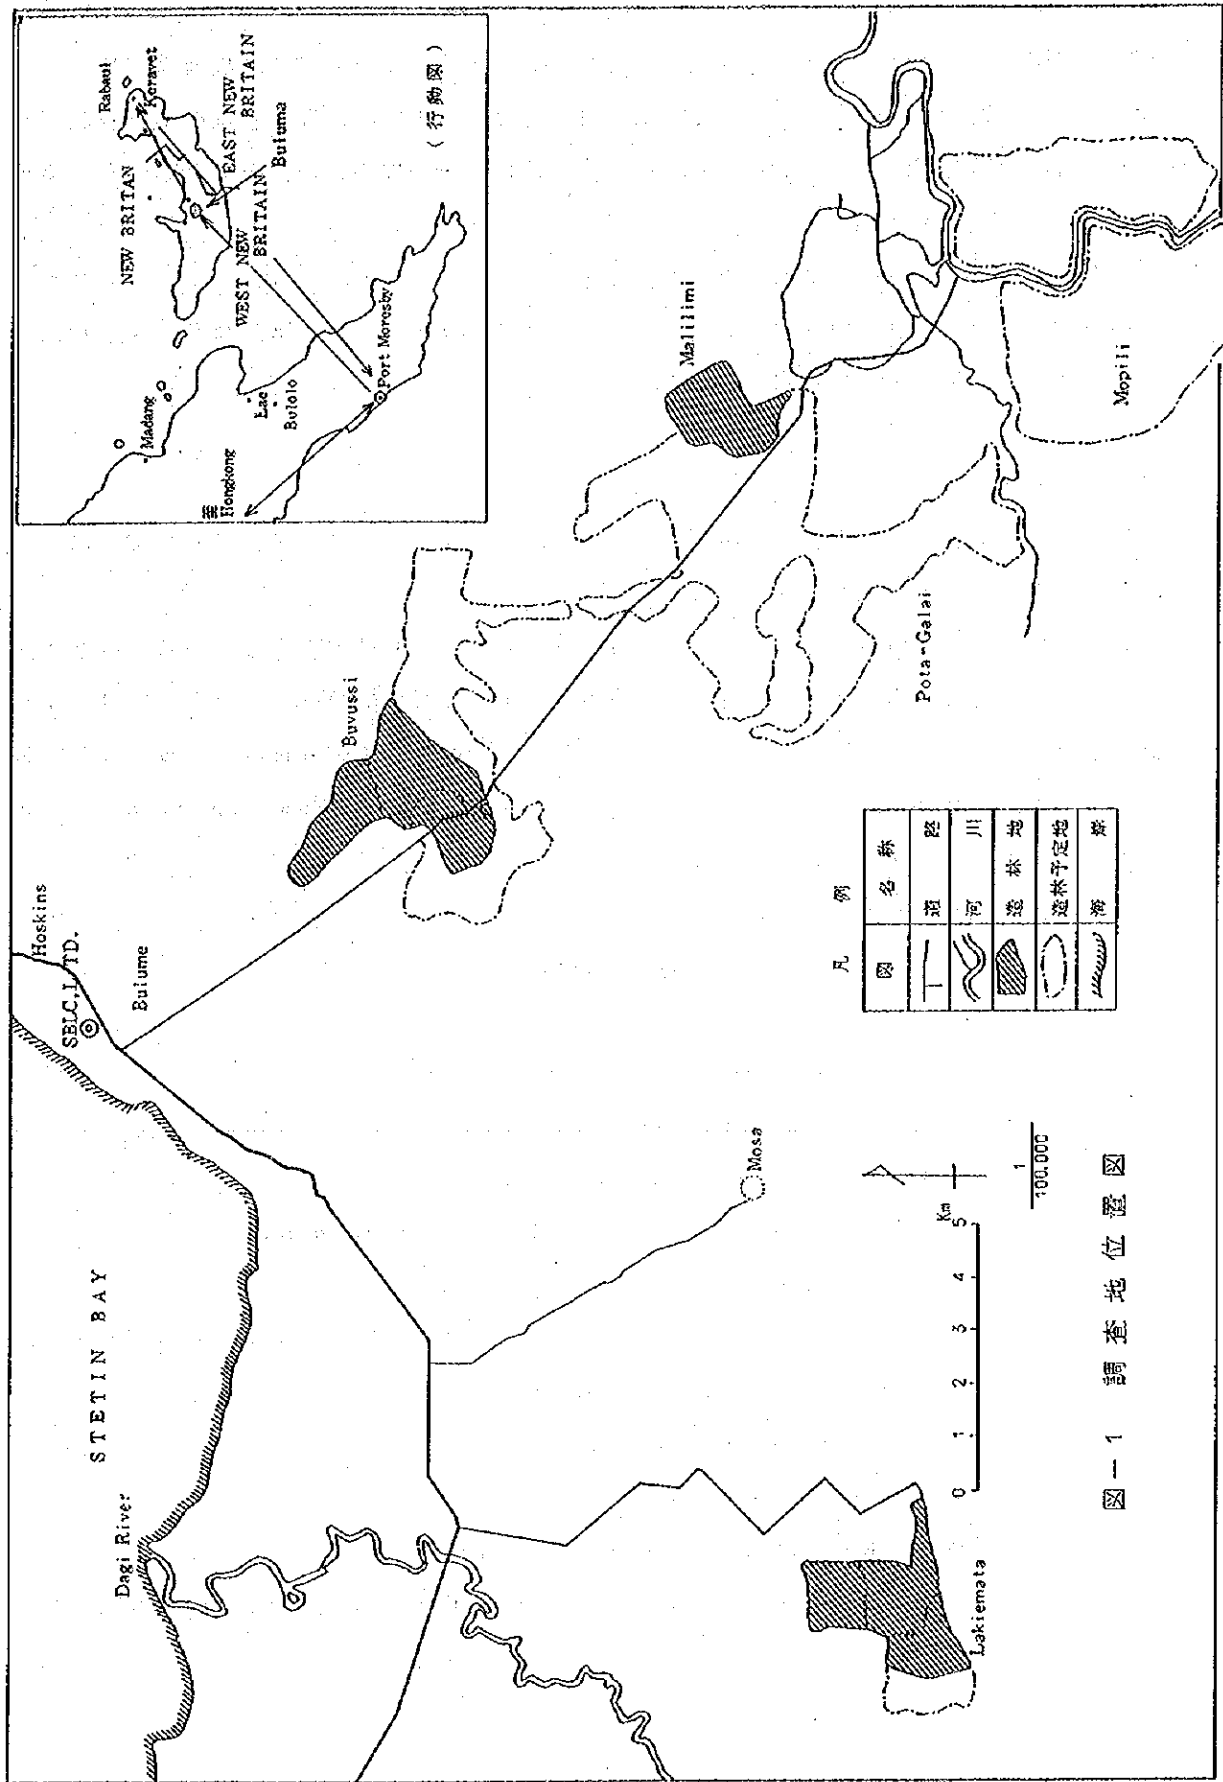 STETIN BAY
Dagi River
Hoskins
SBLC,LTD.
Bulume
Buvussi
Malilimi
Pota-Galai
Mopili
Mosa
Lakiemata
NEW BRITAN
Rabaul
Keravet
EAST NEW
BRITAIN
WEST NEW
BRITAIN
Buluma
Madang
Lae
Bulolo
Port Moresby
Hongkong
(行動図)
凡例
図 名称
道路
河川
造林地
造林予定地
海
0 1 2 3 4 5
Km
1
100,000
図-1 調査地位置図